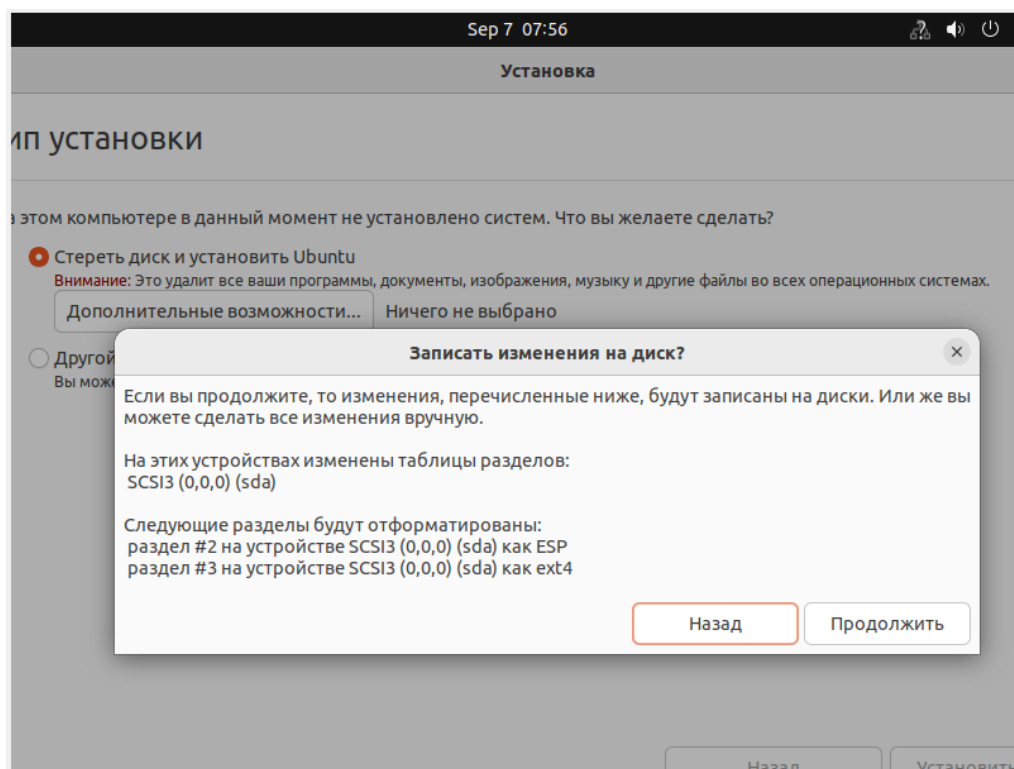 Sep 7 07:56
Установка
ип установки
а этом компьютере в данный момент не установлено систем. Что вы желаете сделать?
Стереть диск и установить Ubuntu
Внимание: Это удалит все ваши программы, документы, изображения, музыку и другие файлы во всех операционных системах.
Дополнительные возможности... Ничего не выбрано
Другой
Вы може
Записать изменения на диск?
Если вы продолжите, то изменения, перечисленные ниже, будут записаны на диски. Или же вы
можете сделать все изменения вручную.
На этих устройствах изменены таблицы разделов:
SCSI3 (0,0,0) (sda)
Следующие разделы будут отформатированы:
раздел #2 на устройстве SCSI3 (0,0,0) (sda) как ESP
раздел #3 на устройстве SCSI3 (0,0,0) (sda) как ext4
Назад Продолжить
Назад Установить